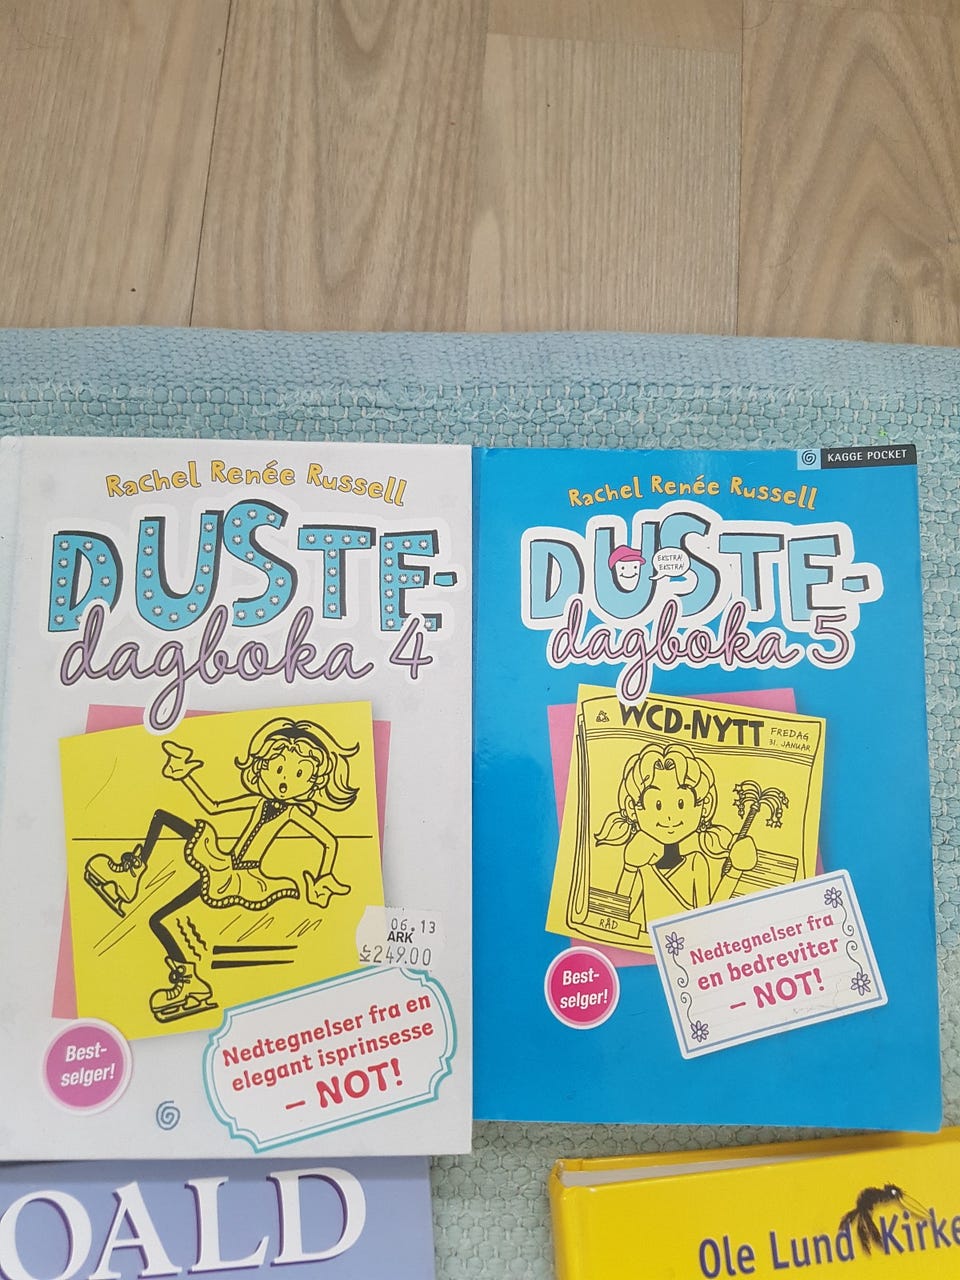 Rachel Renée Russell
DUSTE-
dagboka 4
06.13
ARK
249.00
Nedtegnelser fra en
elegant isprinsesse
– NOT!
Best-
selger!
KAGGE POCKET
Rachel Renée Russell
DUSTE-
EKSTRA!
EKSTRA!
dagboka 5
WCD-NYTT
FREDAG
31. JANUAR
RÅD
Nedtegnelser fra
en bedreviter
– NOT!
Best-
selger!
OALD
Ole Lund Kirke